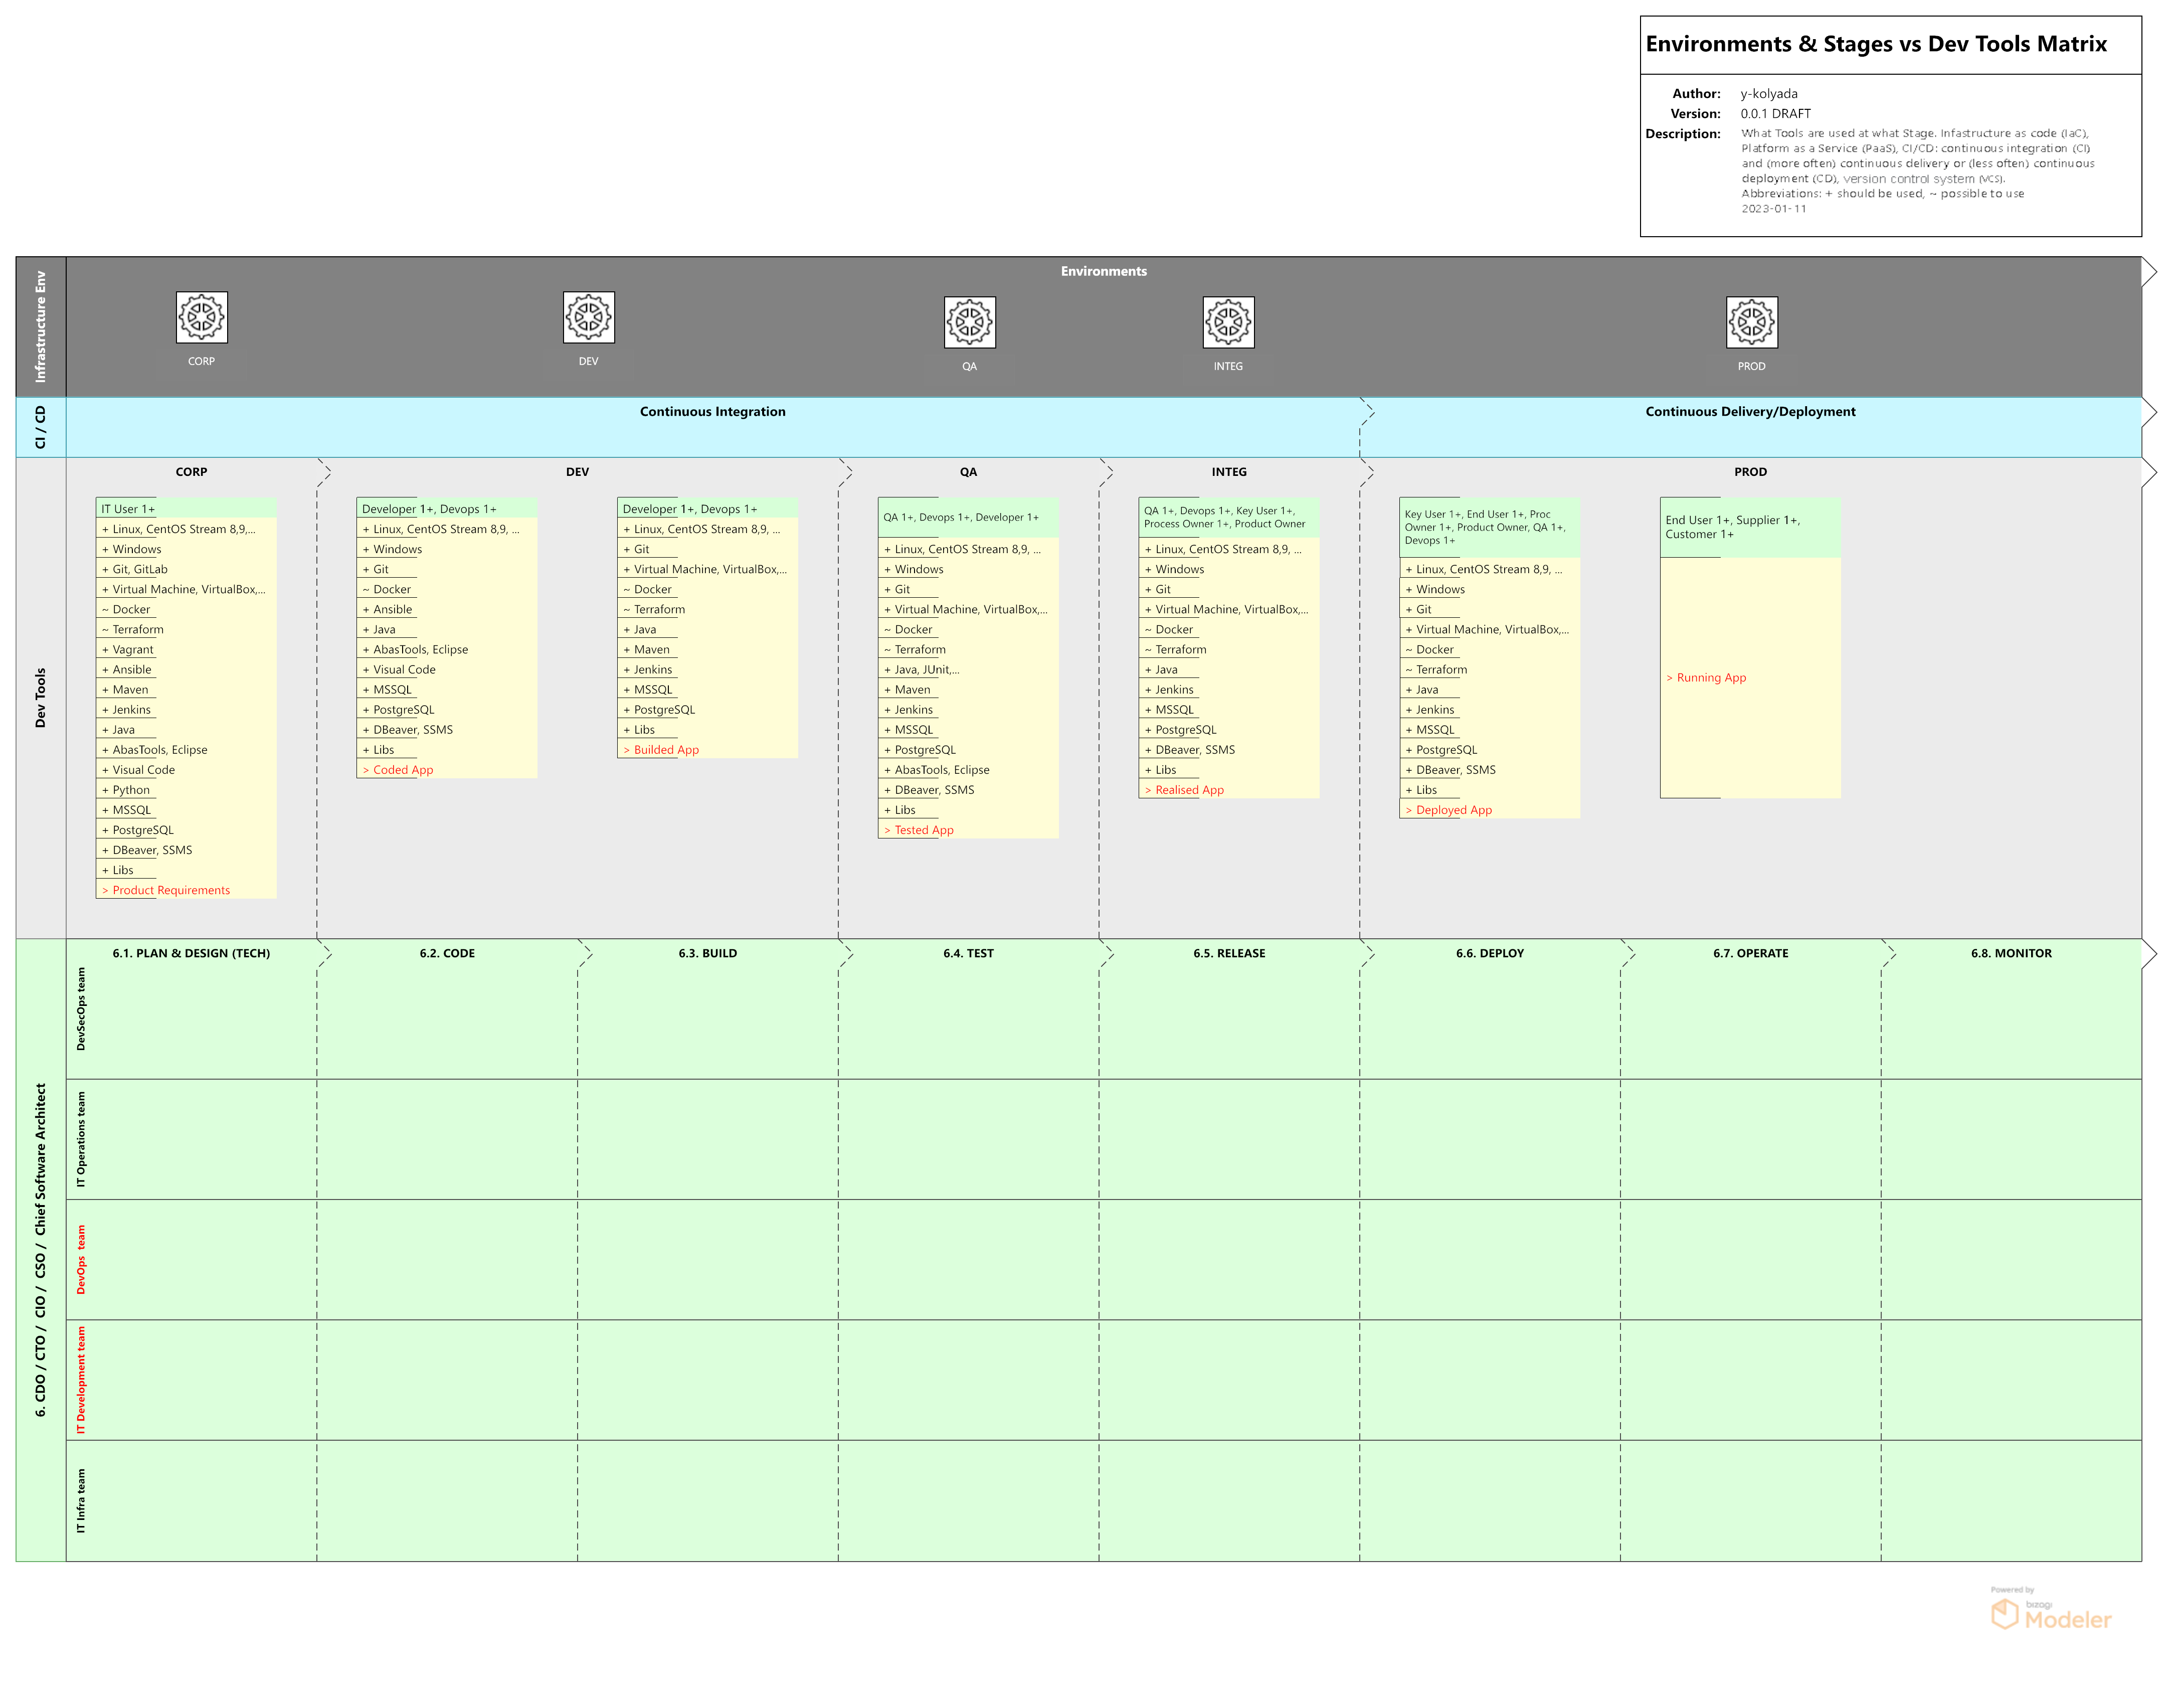 Environments & Stages vs Dev Tools Matrix
Author: y-kolyada
Version: 0.0.1 DRAFT
Description: What Tools are used at what Stage. Infastructure as code (IaC),
Platform as a Service (PaaS), CI/CD: continuous integration (CI)
and (more often) continuous delivery or (less often) continuous
deployment (CD), version control system (VCS).
Abbreviations: + should be used, ~ possible to use
2023-01-11
Infrastructure Env
Environments
CORP
DEV
QA
INTEG
PROD
CI / CD
Continuous Integration
Continuous Delivery/Deployment
Dev Tools
CORP
IT User 1+
+ Linux, CentOS Stream 8,9,...
+ Windows
+ Git, GitLab
+ Virtual Machine, VirtualBox,...
~ Docker
~ Terraform
+ Vagrant
+ Ansible
+ Maven
+ Jenkins
+ Java
+ AbasTools, Eclipse
+ Visual Code
+ Python
+ MSSQL
+ PostgreSQL
+ DBeaver, SSMS
+ Libs
> Product Requirements
DEV
Developer 1+, Devops 1+
+ Linux, CentOS Stream 8,9, ...
+ Windows
+ Git
~ Docker
+ Ansible
+ Java
+ AbasTools, Eclipse
+ Visual Code
+ MSSQL
+ PostgreSQL
+ DBeaver, SSMS
+ Libs
> Coded App
Developer 1+, Devops 1+
+ Linux, CentOS Stream 8,9, ...
+ Git
+ Virtual Machine, VirtualBox,...
~ Docker
~ Terraform
+ Java
+ Maven
+ Jenkins
+ MSSQL
+ PostgreSQL
+ Libs
> Builded App
QA
QA 1+, Devops 1+, Developer 1+
+ Linux, CentOS Stream 8,9, ...
+ Windows
+ Git
+ Virtual Machine, VirtualBox,...
~ Docker
~ Terraform
+ Java, JUnit,...
+ Maven
+ Jenkins
+ MSSQL
+ PostgreSQL
+ AbasTools, Eclipse
+ DBeaver, SSMS
+ Libs
> Tested App
INTEG
QA 1+, Devops 1+, Key User 1+,
Process Owner 1+, Product Owner
+ Linux, CentOS Stream 8,9, ...
+ Windows
+ Git
+ Virtual Machine, VirtualBox,...
~ Docker
~ Terraform
+ Java
+ Jenkins
+ MSSQL
+ PostgreSQL
+ DBeaver, SSMS
+ Libs
> Realised App
PROD
Key User 1+, End User 1+, Proc
Owner 1+, Product Owner, QA 1+,
Devops 1+
+ Linux, CentOS Stream 8,9, ...
+ Windows
+ Git
+ Virtual Machine, VirtualBox,...
~ Docker
~ Terraform
+ Java
+ Jenkins
+ MSSQL
+ PostgreSQL
+ DBeaver, SSMS
+ Libs
> Deployed App
End User 1+, Supplier 1+,
Customer 1+
> Running App
6. CDO / CTO / CIO / CSO / Chief Software Architect
6.1. PLAN & DESIGN (TECH)
6.2. CODE
6.3. BUILD
6.4. TEST
6.5. RELEASE
6.6. DEPLOY
6.7. OPERATE
6.8. MONITOR
DevSecOps team
IT Operations team
DevOps team
IT Development team
IT Infra team
Powered by
bizagi
Modeler